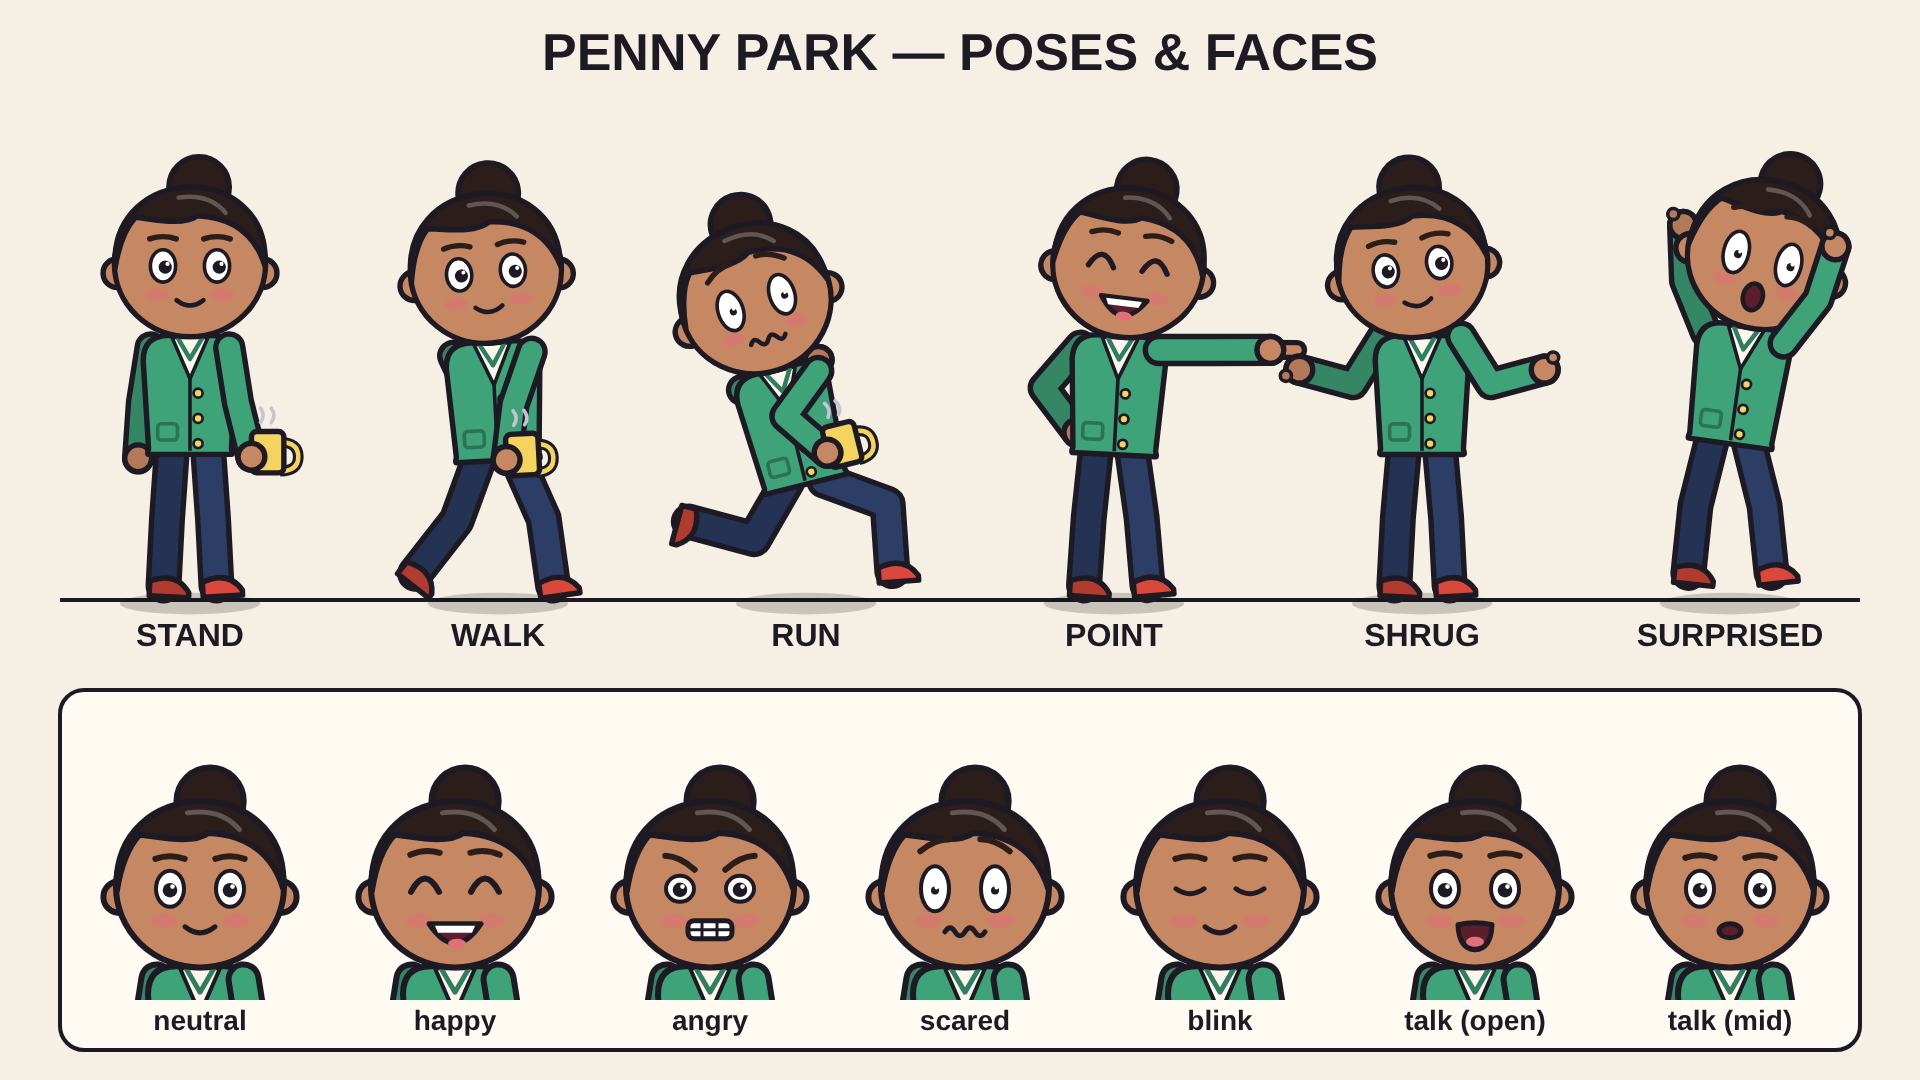 PENNY PARK — POSES & FACES
STAND
WALK
RUN
POINT
SHRUG
SURPRISED
neutral
happy
angry
scared
blink
talk (open)
talk (mid)